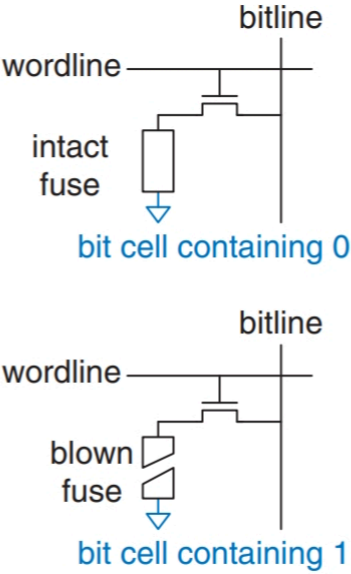 bitline
wordline
intact
fuse
bit cell containing 0
bitline
wordline
blown
fuse
bit cell containing 1